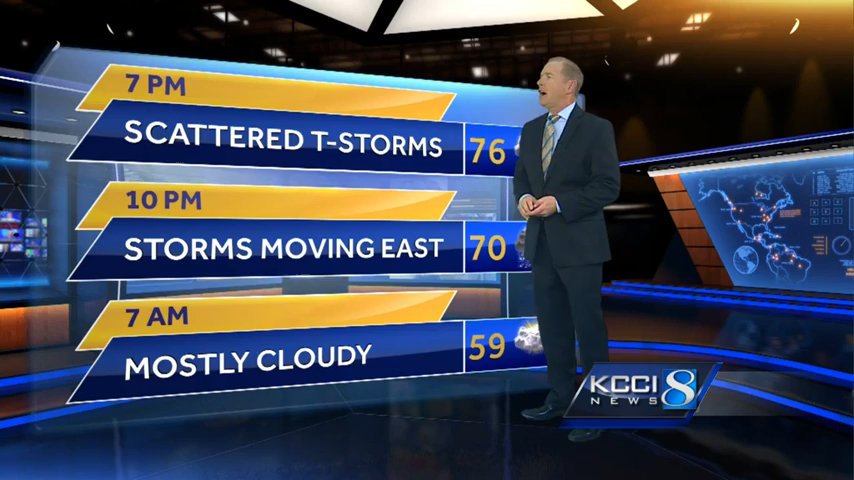 7 PM
SCATTERED T-STORMS 76
10 PM
STORMS MOVING EAST 70
7 AM
MOSTLY CLOUDY 59
KCCI 8
NEWS